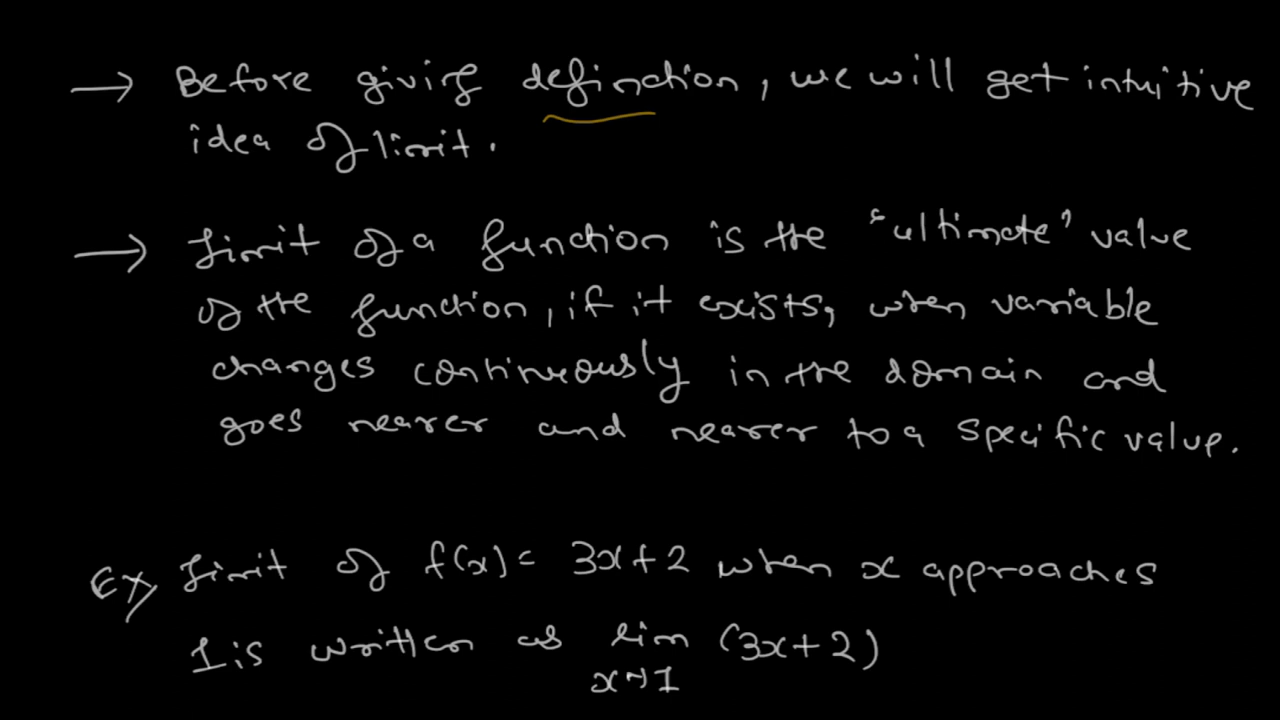 → Before giving definction, we will get intuitive
idea of limit.
→ Limit of a function is the "ultimate" value
of the function, if it exists, when variable
changes continuously in the domain and
goes nearer and nearer to a specific value.
Ex, Limit of f(x) = 3x+2 when x approaches
1 is written as lim (3x+2)
x→1